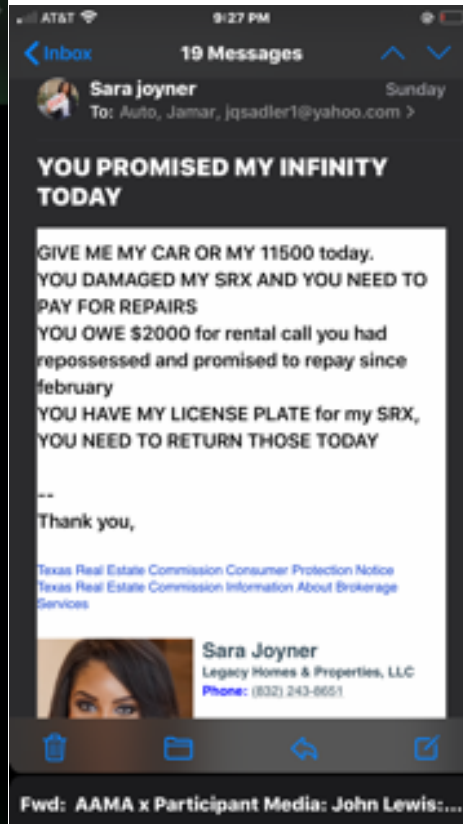 AT&T 9:27 PM
Inbox 19 Messages
Sara joyner Sunday
To: Auto, Jamar, jqsadler1@yahoo.com >
YOU PROMISED MY INFINITY
TODAY
GIVE ME MY CAR OR MY 11500 today.
YOU DAMAGED MY SRX AND YOU NEED TO
PAY FOR REPAIRS
YOU OWE $2000 for rental call you had
repossessed and promised to repay since
february
YOU HAVE MY LICENSE PLATE for my SRX,
YOU NEED TO RETURN THOSE TODAY
--
Thank you,
Texas Real Estate Commission Consumer Protection Notice
Texas Real Estate Commission Information About Brokerage
Services
Sara Joyner
Legacy Homes & Properties, LLC
Phone: (832) 243-8651
Fwd: AAMA x Participant Media: John Lewis:...